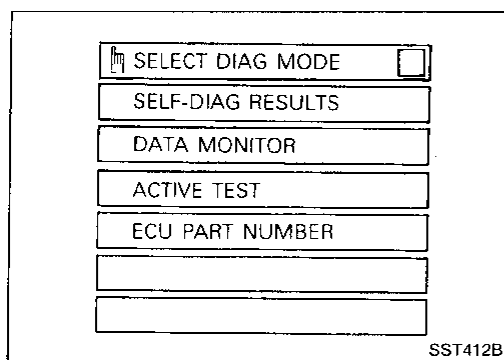 SELECT DIAG MODE
SELF-DIAG RESULTS
DATA MONITOR
ACTIVE TEST
ECU PART NUMBER
SST412B